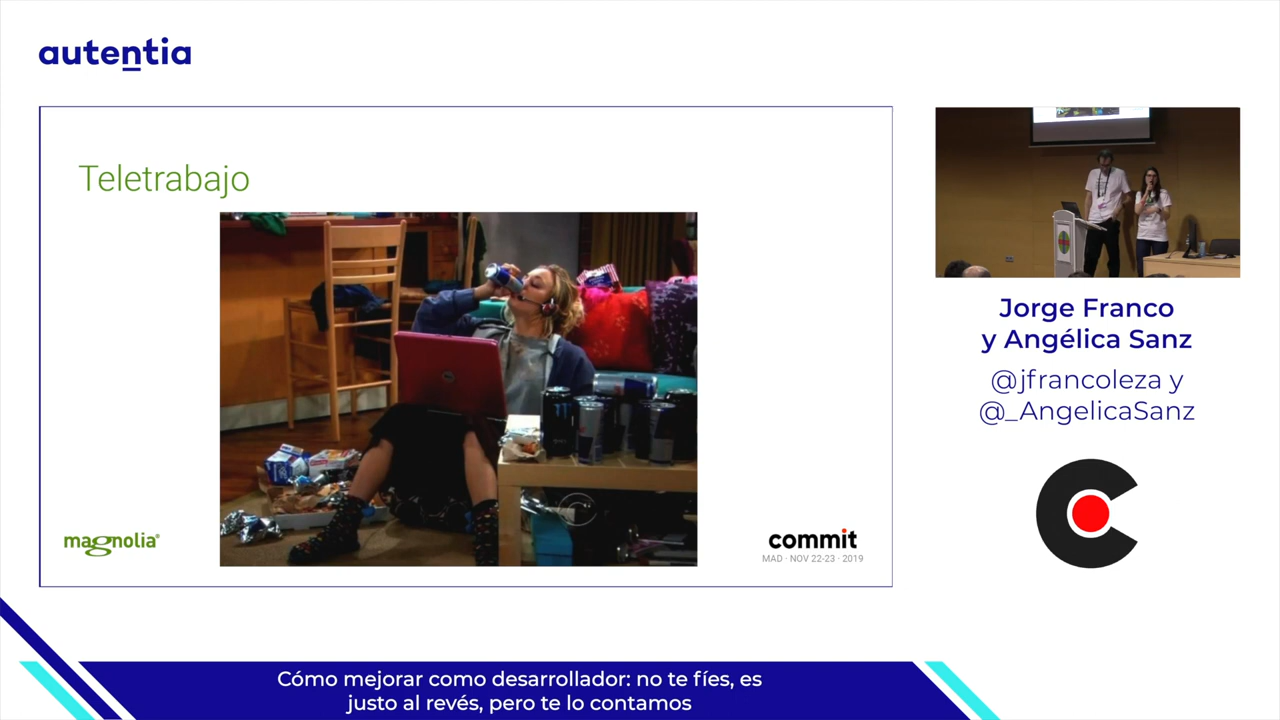 autentia
Teletrabajo
magnolia®
commit
MAD · NOV 22-23 · 2019
Jorge Franco
y Angélica Sanz
@jfrancoleza y
@_AngelicaSanz
Cómo mejorar como desarrollador: no te fíes, es
justo al revés, pero te lo contamos